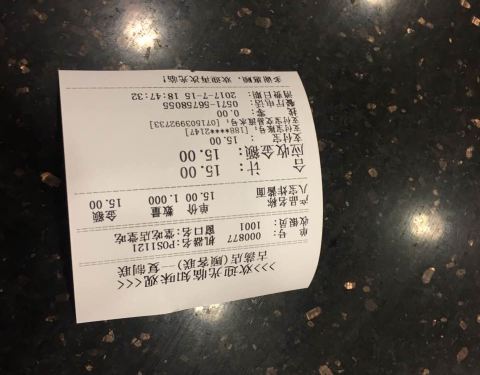 >>>欢迎光临知味观<<<
古荡店(顾客联) 复制联
单 号: 000877 机器名:POS1121
收银员: 1001 窗口名:堂吃店堂吃
产品名称 单价 数量 金额
八宝炸酱面
15.00 1.000 15.00
合 计: 15.00
应收金额: 15.00
支付宝 : 15.00
支付宝账号: [188****2147]
支付宝交易流水号: [071503992733]
找 零: 0.00
餐厅电话: 0571-56758055
消费日期: 2017-7-15 18:47:32
多谢惠顾，欢迎再次光临!